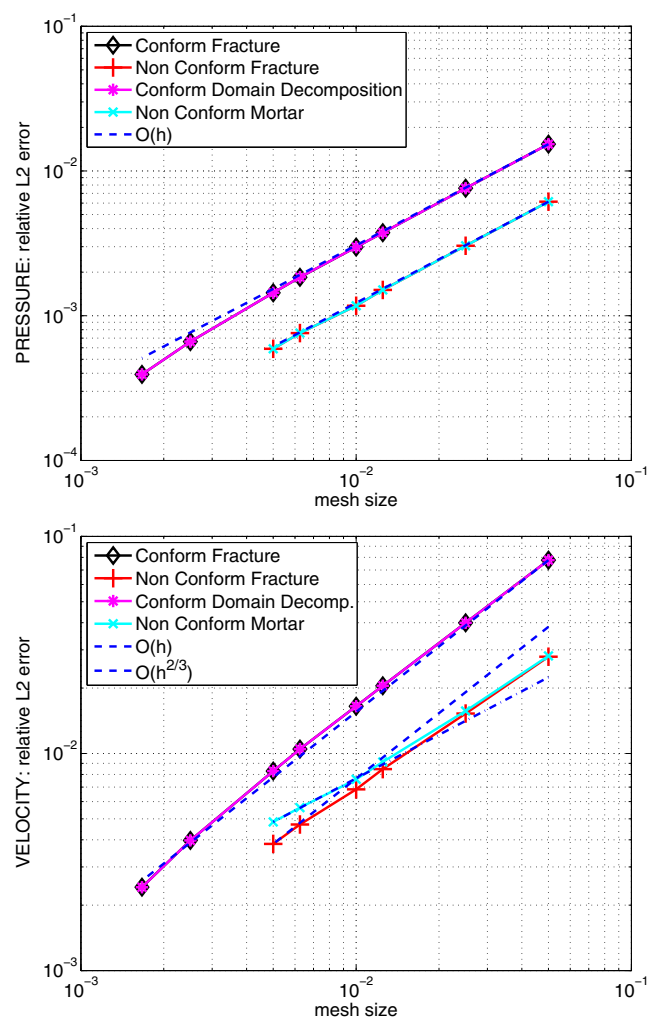 10⁻¹
Conform Fracture
Non Conform Fracture
Conform Domain Decomposition
Non Conform Mortar
O(h)
10⁻²
PRESSURE: relative L2 error
10⁻³
10⁻⁴
10⁻³
10⁻²
10⁻¹
mesh size
10⁻¹
Conform Fracture
Non Conform Fracture
Conform Domain Decomp.
Non Conform Mortar
O(h)
O(h^{2/3})
VELOCITY: relative L2 error
10⁻²
10⁻³
10⁻³
10⁻²
10⁻¹
mesh size